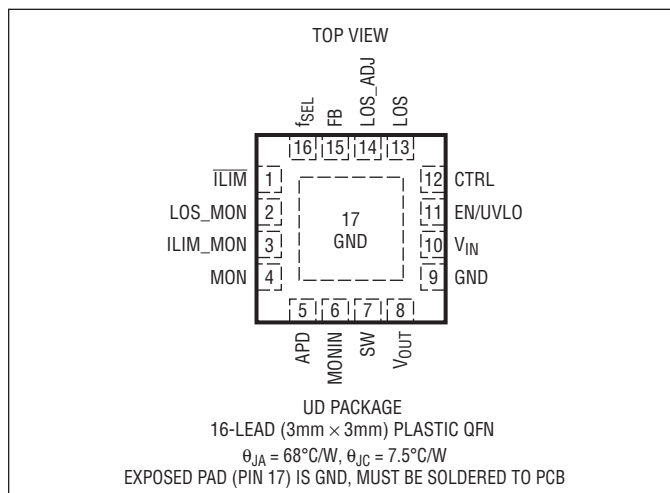 TOP VIEW
fSEL
FB
LOS_ADJ
LOS
16 15 14 13
I̅L̅I̅M̅ 1
LOS_MON 2
ILIM_MON 3
MON 4
12 CTRL
11 EN/UVLO
10 VIN
9 GND
17
GND
5 6 7 8
APD
MONIN
SW
VOUT
UD PACKAGE
16-LEAD (3mm × 3mm) PLASTIC QFN
θJA = 68°C/W, θJC = 7.5°C/W
EXPOSED PAD (PIN 17) IS GND, MUST BE SOLDERED TO PCB